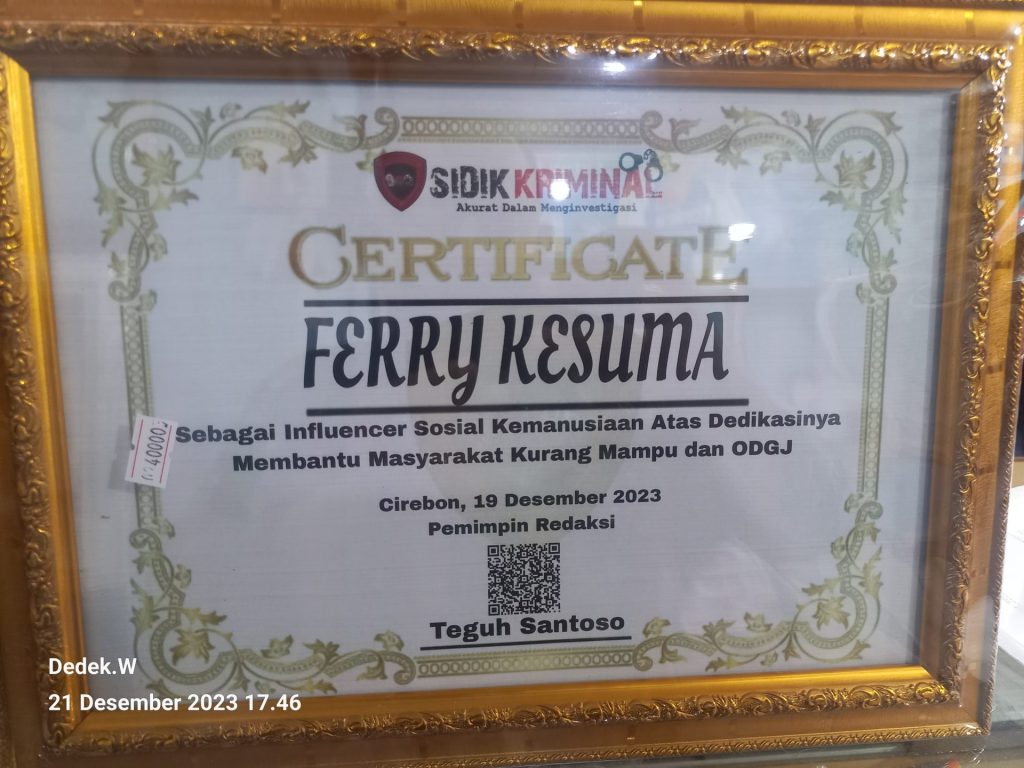 SIDIK KRIMINAL
Akurat Dalam Menginvestigasi
CERTIFICATE
FERRY KESUMA
Sebagai Influencer Sosial Kemanusiaan Atas Dedikasinya
Membantu Masyarakat Kurang Mampu dan ODGJ
Cirebon, 19 Desember 2023
Pemimpin Redaksi
Teguh Santoso
Dedek.W
21 Desember 2023 17.46